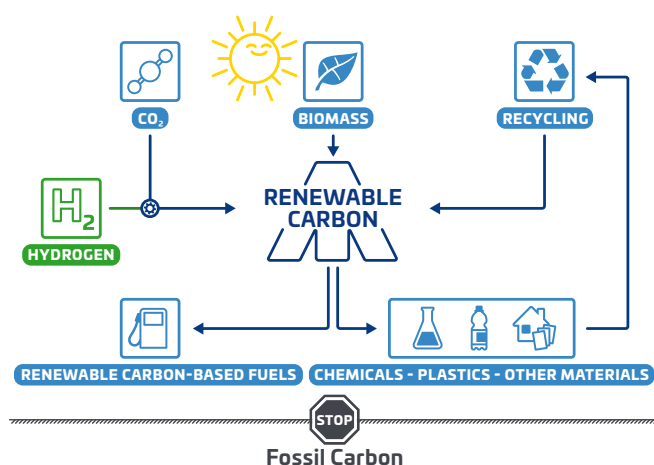 CO₂
BIOMASS
RECYCLING
RENEWABLE
CARBON
H₂
HYDROGEN
RENEWABLE CARBON-BASED FUELS
CHEMICALS - PLASTICS - OTHER MATERIALS
STOP
Fossil Carbon